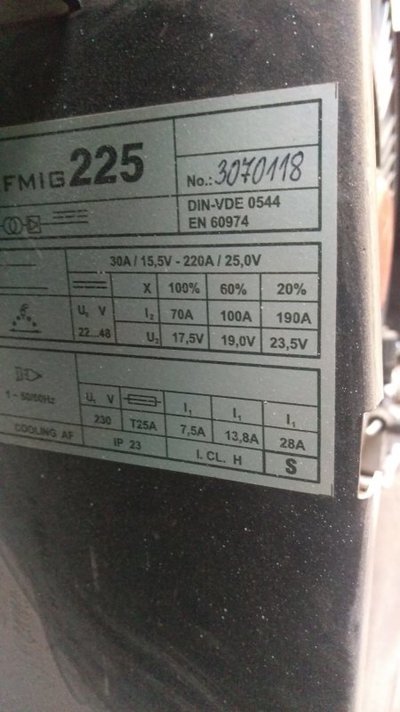 FMIG 225
No.: 3070118
DIN-VDE 0544
EN 60974
30A / 15,5V - 220A / 25,0V
X 100% 60% 20%
U₀ V I₂ 70A 100A 190A
22...48 U₂ 17,5V 19,0V 23,5V
U₁ V I₁ I₁ I₁
1 ~ 50/60Hz 230 T25A 7,5A 13,8A 28A
COOLING AF IP 23 I. CL. H S